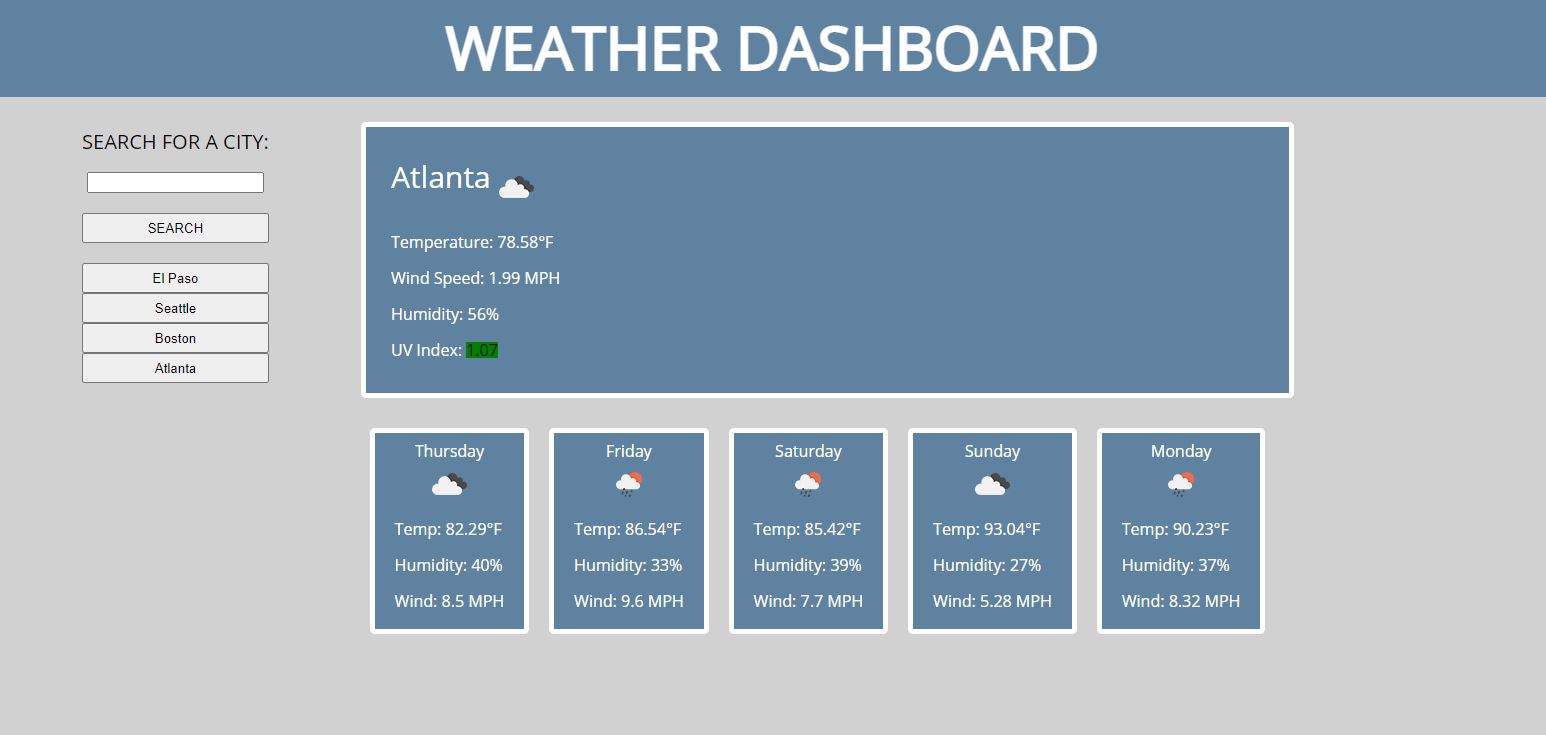 WEATHER DASHBOARD
SEARCH FOR A CITY:
SEARCH
El Paso
Seattle
Boston
Atlanta
Atlanta
Temperature: 78.58°F
Wind Speed: 1.99 MPH
Humidity: 56%
UV Index: 1.07
Thursday
Temp: 82.29°F
Humidity: 40%
Wind: 8.5 MPH
Friday
Temp: 86.54°F
Humidity: 33%
Wind: 9.6 MPH
Saturday
Temp: 85.42°F
Humidity: 39%
Wind: 7.7 MPH
Sunday
Temp: 93.04°F
Humidity: 27%
Wind: 5.28 MPH
Monday
Temp: 90.23°F
Humidity: 37%
Wind: 8.32 MPH